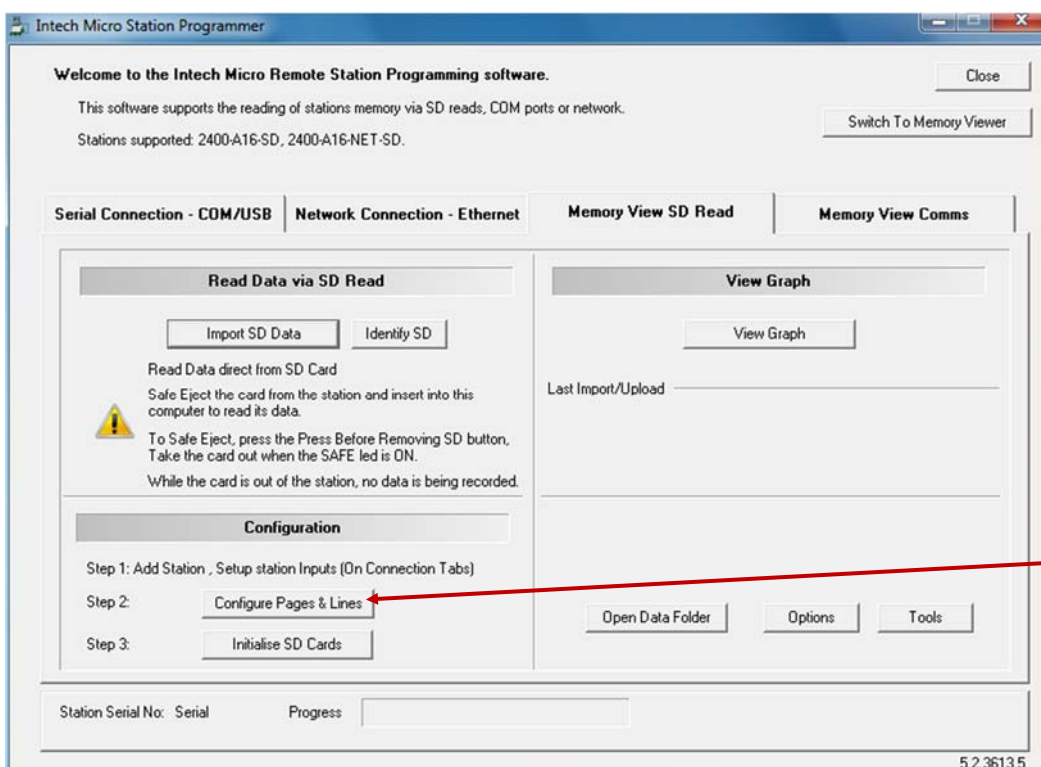 Intech Micro Station Programmer
Welcome to the Intech Micro Remote Station Programming software.
Close
This software supports the reading of stations memory via SD reads, COM ports or network.
Switch To Memory Viewer
Stations supported: 2400-A16-SD, 2400-A16-NET-SD.
Serial Connection - COM/USB
Network Connection - Ethernet
Memory View SD Read
Memory View Comms
Read Data via SD Read
Import SD Data
Identify SD
Read Data direct from SD Card
Safe Eject the card from the station and insert into this
computer to read its data.
To Safe Eject, press the Press Before Removing SD button,
Take the card out when the SAFE led is ON.
While the card is out of the station, no data is being recorded.
View Graph
View Graph
Last Import/Upload
Configuration
Step 1: Add Station , Setup station Inputs (On Connection Tabs)
Step 2:
Configure Pages & Lines
Step 3:
Initialise SD Cards
Open Data Folder
Options
Tools
Station Serial No: Serial
Progress
5.2.3613.5